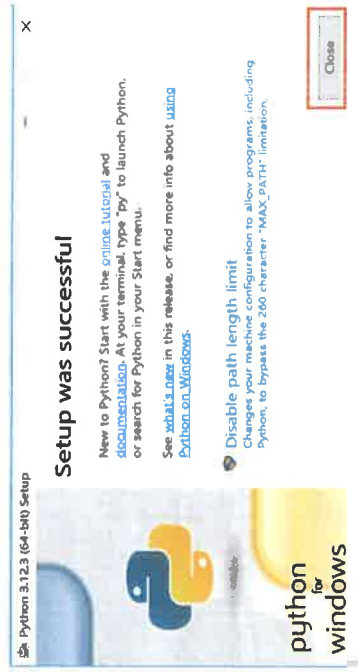 Python 3.12.3 (64-bit) Setup
Setup was successful
New to Python? Start with the online tutorial and
documentation. At your terminal, type "py" to launch Python,
or search for Python in your Start menu.
See what's new in this release, or find more info about using
Python on Windows.
Disable path length limit
Changes your machine configuration to allow programs, including
Python, to bypass the 260 character "MAX_PATH" limitation.
python
for
windows
Close